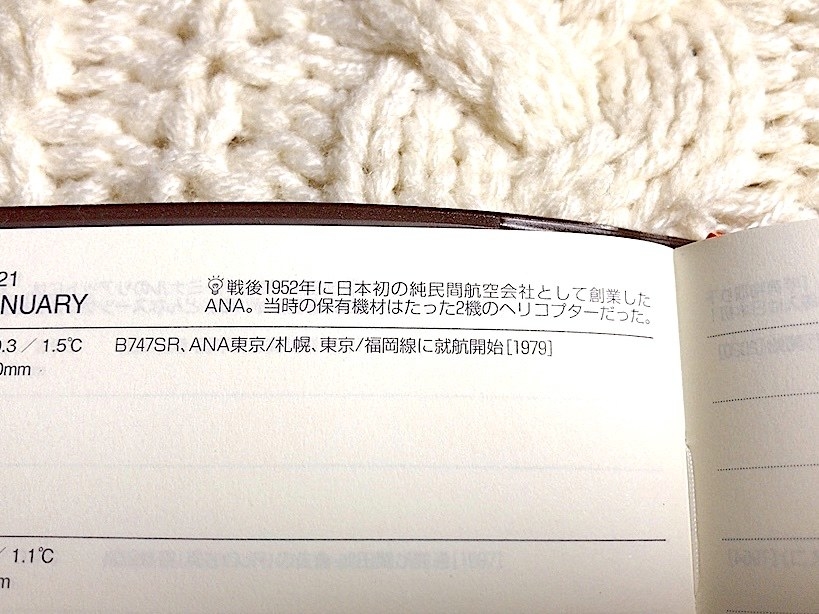 21
NUARY
戦後1952年に日本初の純民間航空会社として創業した
ANA。当時の保有機材はたった2機のヘリコプターだった。
.3 / 1.5℃ B747SR、ANA東京/札幌、東京/福岡線に就航開始[1979]
0mm
/ 1.1℃
m